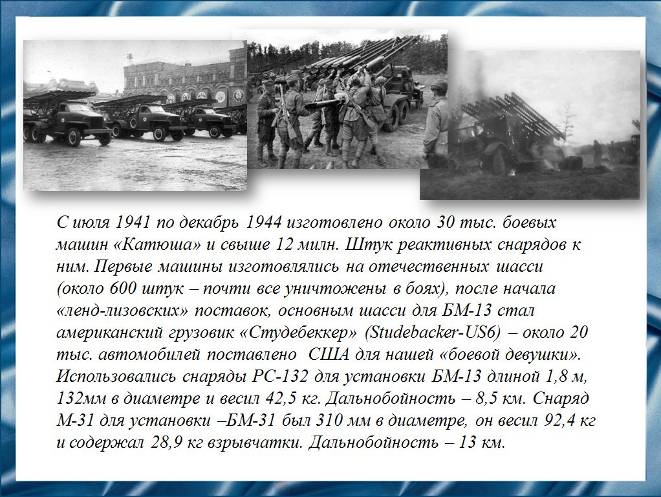 С июля 1941 по декабрь 1944 изготовлено около 30 тыс. боевых
машин «Катюша» и свыше 12 млн. Штук реактивных снарядов к
ним. Первые машины изготовлялись на отечественных шасси
(около 600 штук – почти все уничтожены в боях), после начала
«ленд-лизовских» поставок, основным шасси для БМ-13 стал
американский грузовик «Студебеккер» (Studebacker-US6) – около 20
тыс. автомобилей поставлено США для нашей «боевой девушки».
Использовались снаряды РС-132 для установки БМ-13 длиной 1,8 м,
132мм в диаметре и весил 42,5 кг. Дальнобойность – 8,5 км. Снаряд
М-31 для установки –БМ-31 был 310 мм в диаметре, он весил 92,4 кг
и содержал 28,9 кг взрывчатки. Дальнобойность – 13 км.